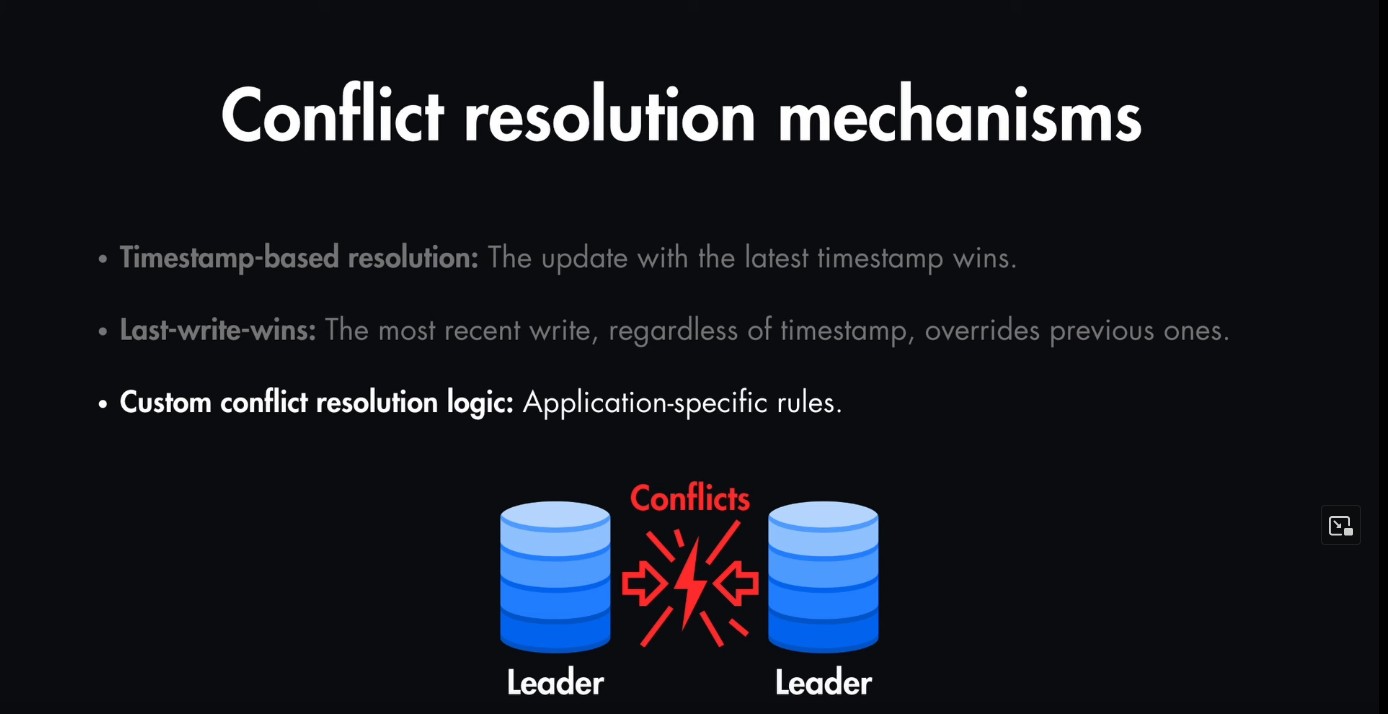 Conflict resolution mechanisms
• Timestamp-based resolution: The update with the latest timestamp wins.
• Last-write-wins: The most recent write, regardless of timestamp, overrides previous ones.
• Custom conflict resolution logic: Application-specific rules.
Conflicts
Leader
Leader